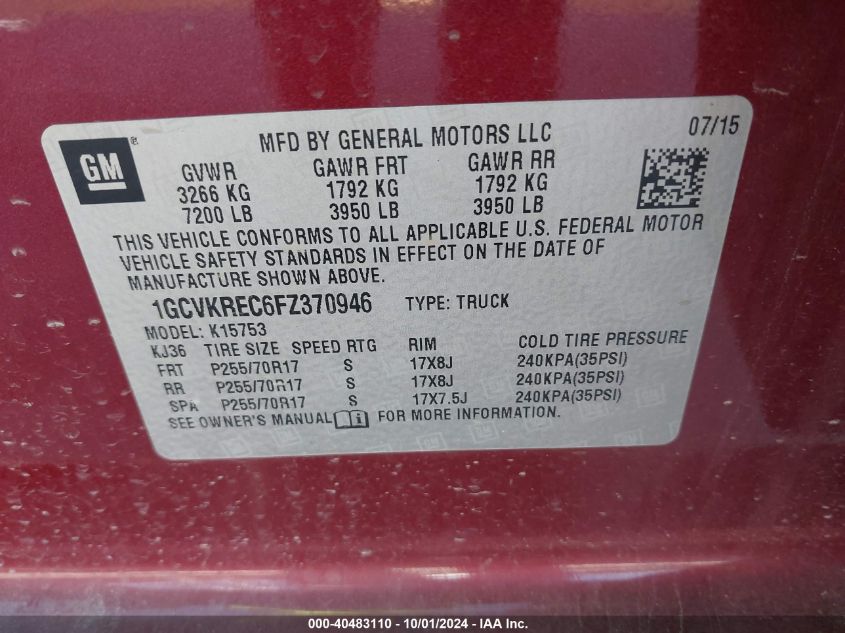 GM
®
MFD BY GENERAL MOTORS LLC
07/15
GVWR GAWR FRT GAWR RR
3266 KG 1792 KG 1792 KG
7200 LB 3950 LB 3950 LB
THIS VEHICLE CONFORMS TO ALL APPLICABLE U.S. FEDERAL MOTOR
VEHICLE SAFETY STANDARDS IN EFFECT ON THE DATE OF
MANUFACTURE SHOWN ABOVE.
1GCVKREC6FZ370946 TYPE: TRUCK
MODEL: K15753
KJ36 TIRE SIZE SPEED RTG RIM COLD TIRE PRESSURE
FRT P255/70R17 S 17X8J 240KPA(35PSI)
RR P255/70R17 S 17X8J 240KPA(35PSI)
SPA P255/70R17 S 17X7.5J 240KPA(35PSI)
SEE OWNER'S MANUAL FOR MORE INFORMATION.
000-40483110 - 10/01/2024 - IAA Inc.